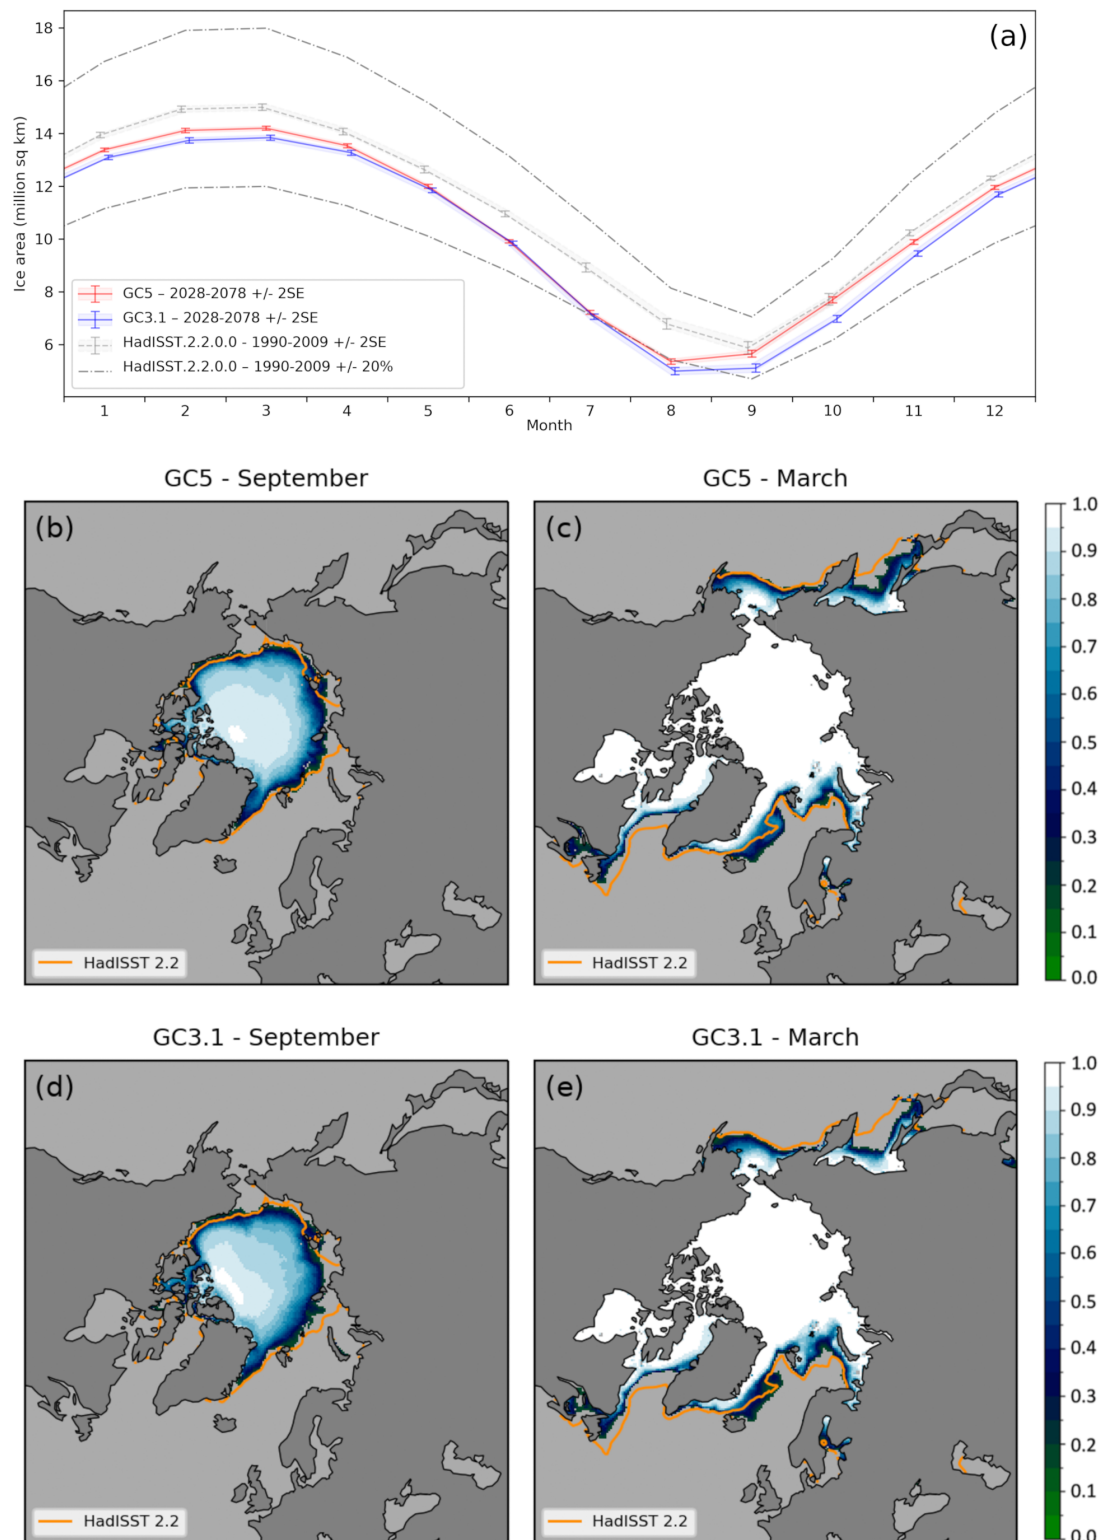 (a)
Ice area (million sq km)
18
16
14
12
10
8
6
GC5 – 2028-2078 +/- 2SE
GC3.1 – 2028-2078 +/- 2SE
HadISST.2.2.0.0 - 1990-2009 +/- 2SE
HadISST.2.2.0.0 – 1990-2009 +/- 20%
1 2 3 4 5 6 7 8 9 10 11 12
Month
GC5 - September
(b)
HadISST 2.2
GC5 - March
(c)
HadISST 2.2
1.0
0.9
0.8
0.7
0.6
0.5
0.4
0.3
0.2
0.1
0.0
GC3.1 - September
(d)
HadISST 2.2
GC3.1 - March
(e)
HadISST 2.2
1.0
0.9
0.8
0.7
0.6
0.5
0.4
0.3
0.2
0.1
0.0